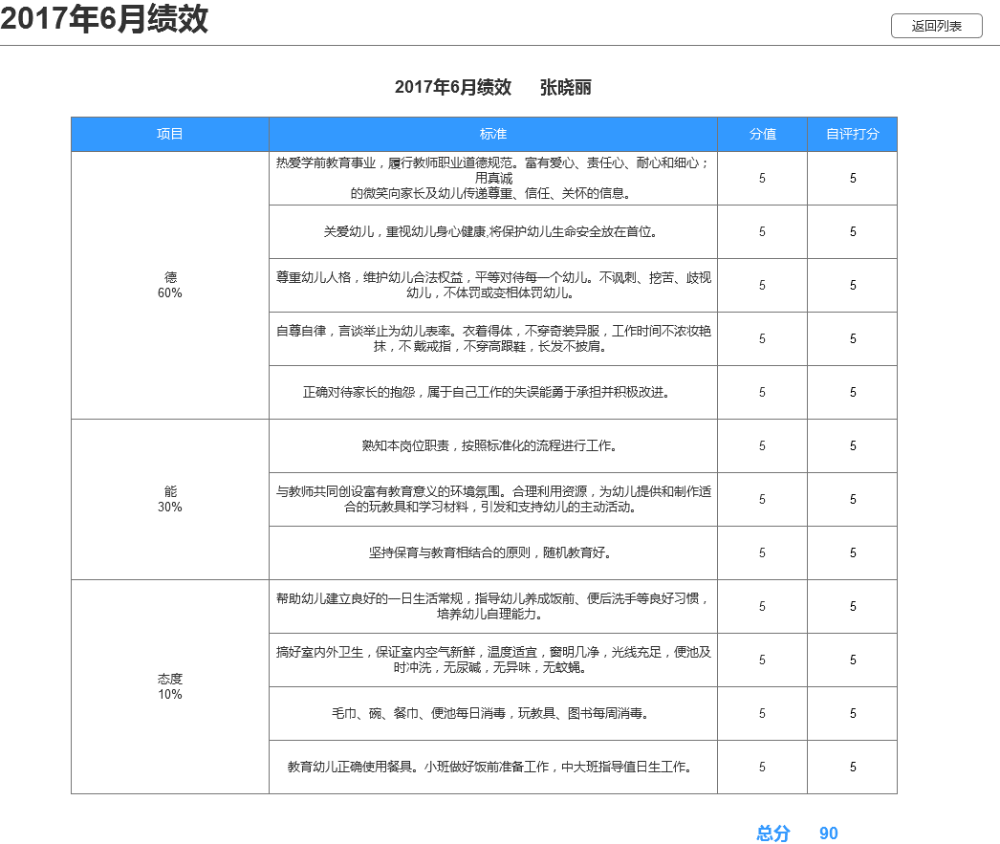 2017年6月绩效
返回列表
2017年6月绩效 张晓丽
项目 标准 分值 自评打分
德
60%
热爱学前教育事业，履行教师职业道德规范。富有爱心、责任心、耐心和细心；
用真诚
的微笑向家长及幼儿传递尊重、信任、关怀的信息。
5 5
关爱幼儿，重视幼儿身心健康,将保护幼儿生命安全放在首位。
5 5
尊重幼儿人格，维护幼儿合法权益，平等对待每一个幼儿。不讽刺、挖苦、歧视
幼儿，不体罚或变相体罚幼儿。
5 5
自尊自律，言谈举止为幼儿表率。衣着得体，不穿奇装异服，工作时间不浓妆艳
抹，不 戴戒指，不穿高跟鞋，长发不披肩。
5 5
正确对待家长的抱怨，属于自己工作的失误能勇于承担并积极改进。
5 5
能
30%
熟知本岗位职责，按照标准化的流程进行工作。
5 5
与教师共同创设富有教育意义的环境氛围。合理利用资源，为幼儿提供和制作适
合的玩教具和学习材料，引发和支持幼儿的主动活动。
5 5
坚持保育与教育相结合的原则，随机教育好。
5 5
态度
10%
帮助幼儿建立良好的一日生活常规，指导幼儿养成饭前、便后洗手等良好习惯，
培养幼儿自理能力。
5 5
搞好室内外卫生，保证室内空气新鲜，温度适宜，窗明几净，光线充足，便池及
时冲洗，无尿碱，无异味，无蚊蝇。
5 5
毛巾、碗、餐巾、便池每日消毒，玩教具、图书每周消毒。
5 5
教育幼儿正确使用餐具。小班做好饭前准备工作，中大班指导值日生工作。
5 5
总分 90